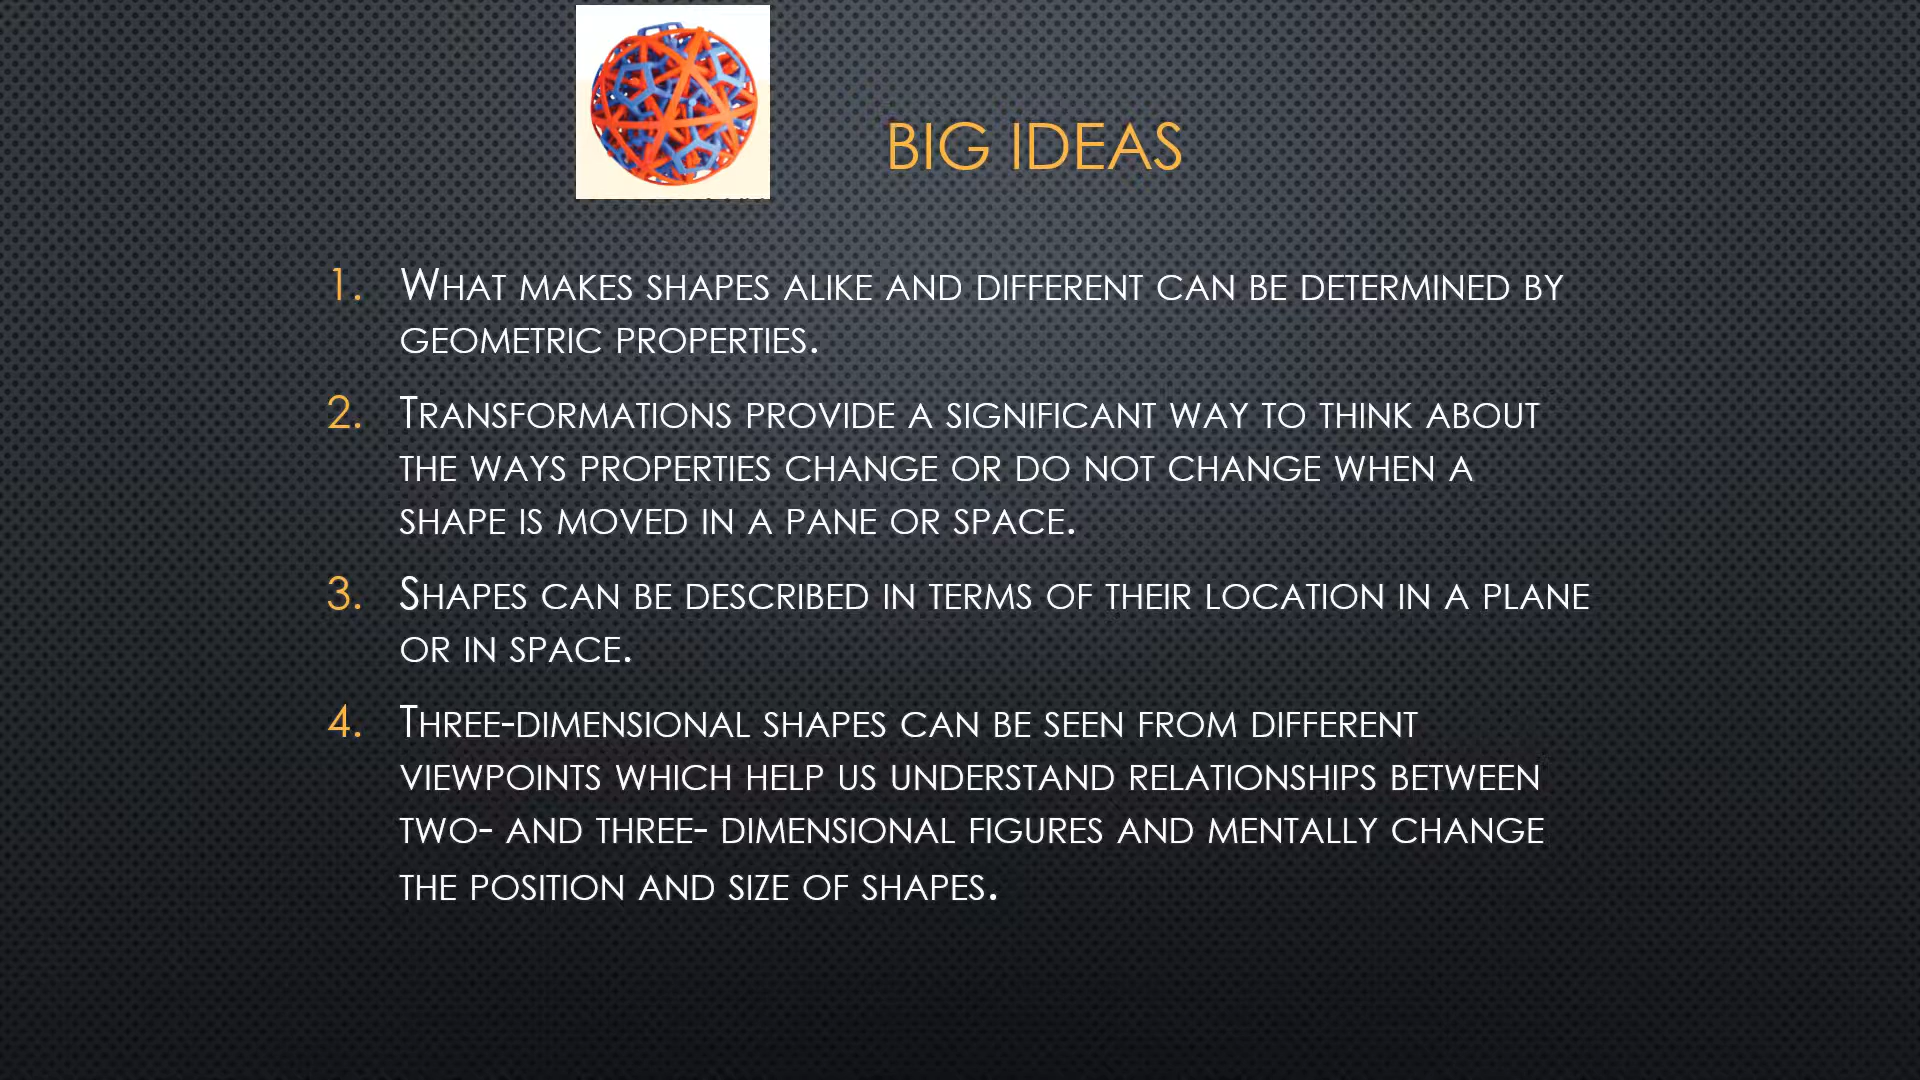 BIG IDEAS
1. What makes shapes alike and different can be determined by
geometric properties.
2. Transformations provide a significant way to think about
the ways properties change or do not change when a
shape is moved in a pane or space.
3. Shapes can be described in terms of their location in a plane
or in space.
4. Three-dimensional shapes can be seen from different
viewpoints which help us understand relationships between
two- and three- dimensional figures and mentally change
the position and size of shapes.